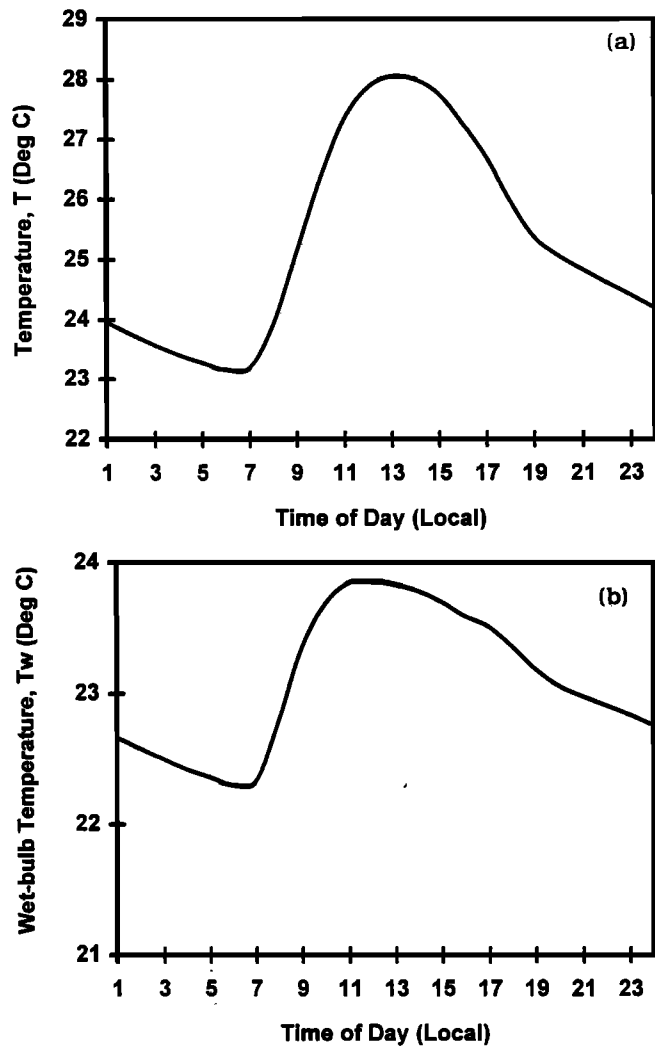 29
(a)
28
27
26
25
24
23
22
Temperature, T (Deg C)
1 3 5 7 9 11 13 15 17 19 21 23
Time of Day (Local)
24
(b)
23
22
21
Wet-bulb Temperature, Tw (Deg C)
1 3 5 7 9 11 13 15 17 19 21 23
Time of Day (Local)